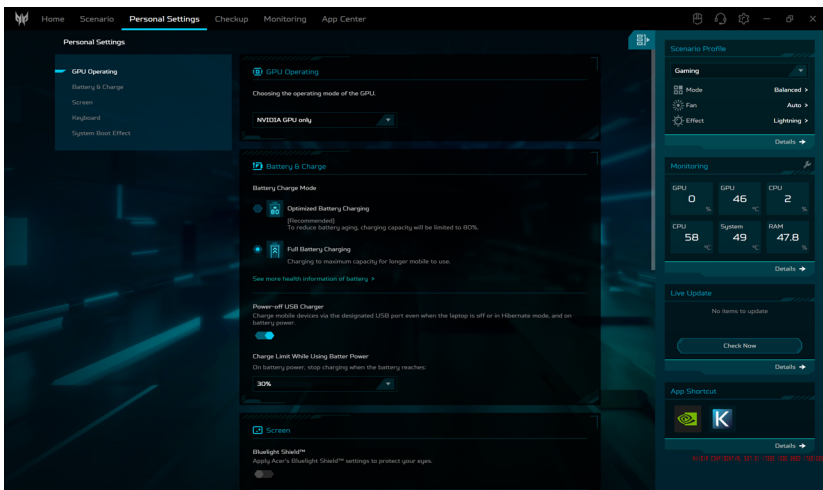 Home Scenario Personal Settings Checkup Monitoring App Center
Personal Settings
GPU Operating
Battery & Charge
Screen
Keyboard
System Boot Effect
GPU Operating
Choosing the operating mode of the GPU.
NVIDIA GPU only
Battery & Charge
Battery Charge Mode
80
Optimized Battery Charging
[Recommended]
To reduce battery aging, charging capacity will be limited to 80%.
Full Battery Charging
Charging to maximum capacity for longer mobile to use.
See more health information of battery >
Power-off USB Charger
Charge mobile devices via the designated USB port even when the laptop is off or in Hibernate mode, and on
battery power.
Charge Limit While Using Batter Power
On battery power, stop charging when the battery reaches:
30%
Screen
Bluelight Shield™
Apply Acer's Bluelight Shield™ settings to protect your eyes.
Scenario Profile
Gaming
Mode Balanced >
Fan Auto >
Effect Lightning >
Details →
Monitoring
GPU GPU CPU
0 % 46 °C 2 %
CPU System RAM
58 °C 49 °C 47.8 %
Details →
Live Update
No items to update
Check Now
Details →
App Shortcut
K
Details →